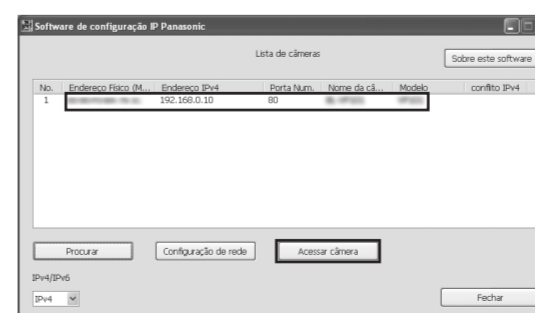 Software de configuração IP Panasonic
Lista de câmeras
Sobre este software
No. Endereço Físico (M... Endereço IPv4 Porta Num. Nome da câ... Modelo conflito IPv4
1 192.168.0.10 80
Procurar Configuração de rede Acessar câmera
IPv4/IPv6
IPv4
Fechar